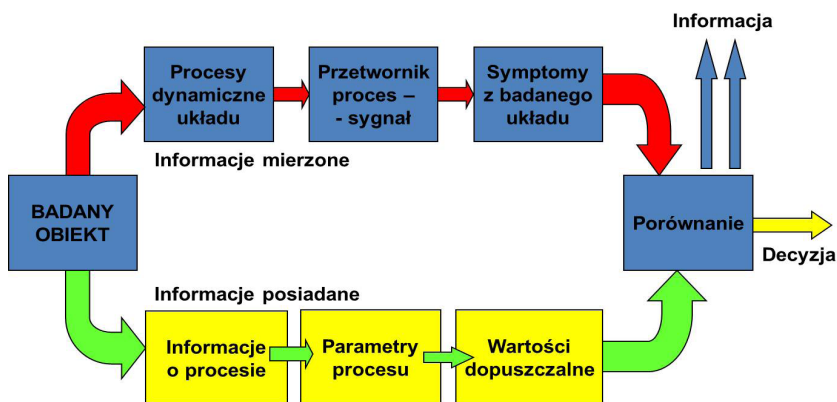 Informacja
Procesy
dynamiczne
układu
Przetwornik
proces –
- sygnał
Symptomy
z badanego
układu
Informacje mierzone
BADANY
OBIEKT
Porównanie
Decyzja
Informacje posiadane
Informacje
o procesie
Parametry
procesu
Wartości
dopuszczalne